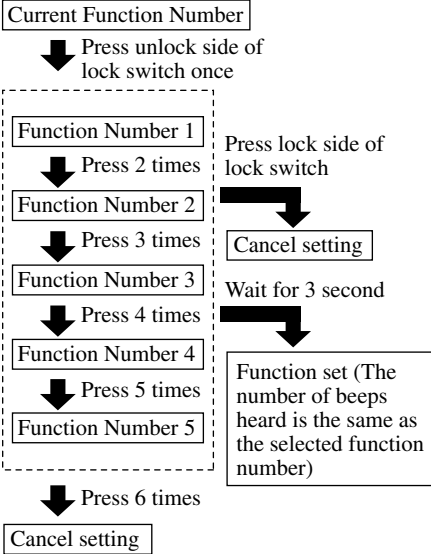 Current Function Number
Press unlock side of
lock switch once
Function Number 1
Press 2 times
Function Number 2
Press 3 times
Function Number 3
Press 4 times
Function Number 4
Press 5 times
Function Number 5
Press lock side of
lock switch
Cancel setting
Wait for 3 second
Function set (The
number of beeps
heard is the same as
the selected function
number)
Press 6 times
Cancel setting